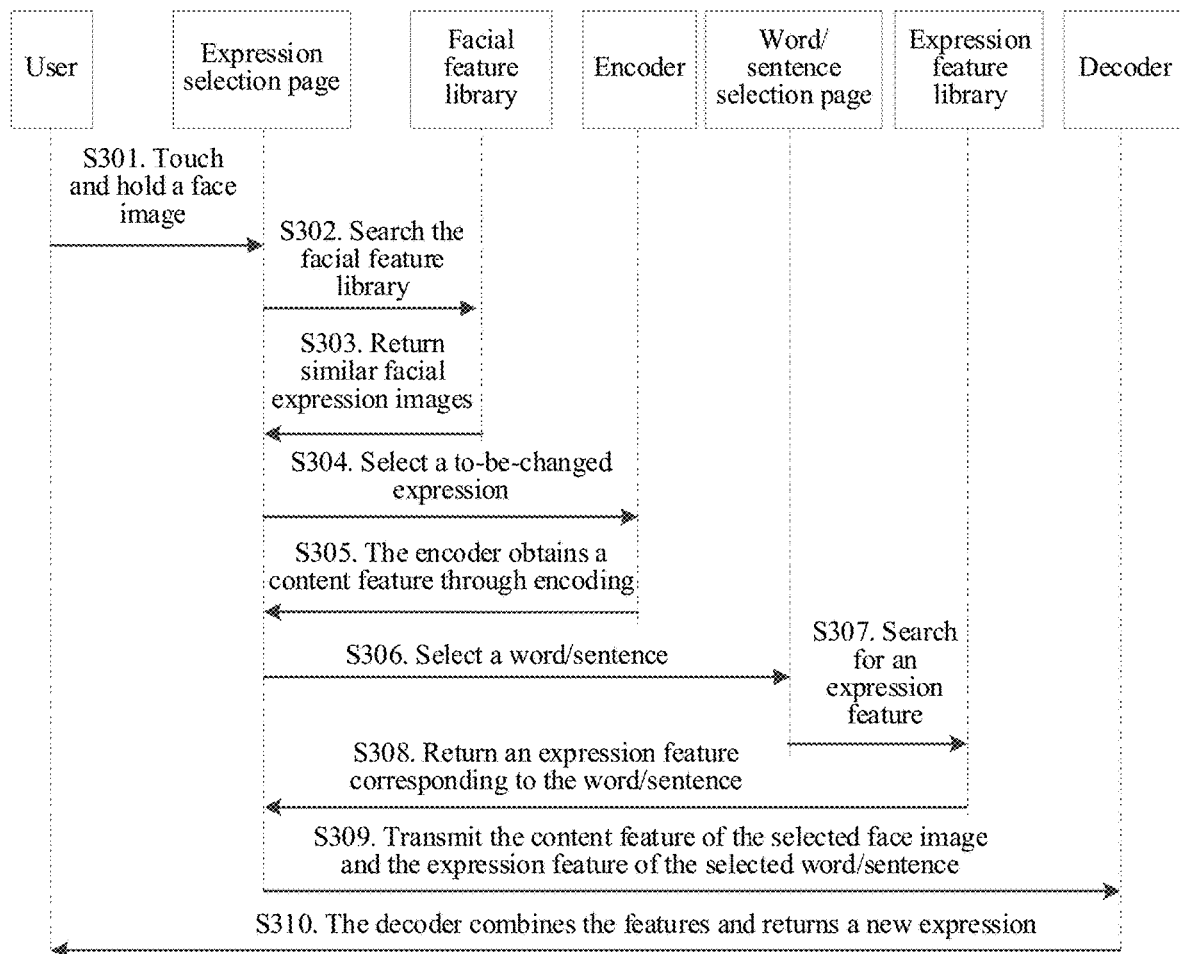 User
Expression
selection page
Facial
feature
library
Encoder
Word/
sentence
selection page
Expression
feature
library
Decoder
S301. Touch
and hold a face
image
S302. Search the
facial feature
library
S303. Return
similar facial
expression images
S304. Select a to-be-changed
expression
S305. The encoder obtains a
content feature through encoding
S306. Select a word/sentence
S307. Search
for an
expression
feature
S308. Return an expression feature
corresponding to the word/sentence
S309. Transmit the content feature of the selected face image
and the expression feature of the selected word/sentence
S310. The decoder combines the features and returns a new expression